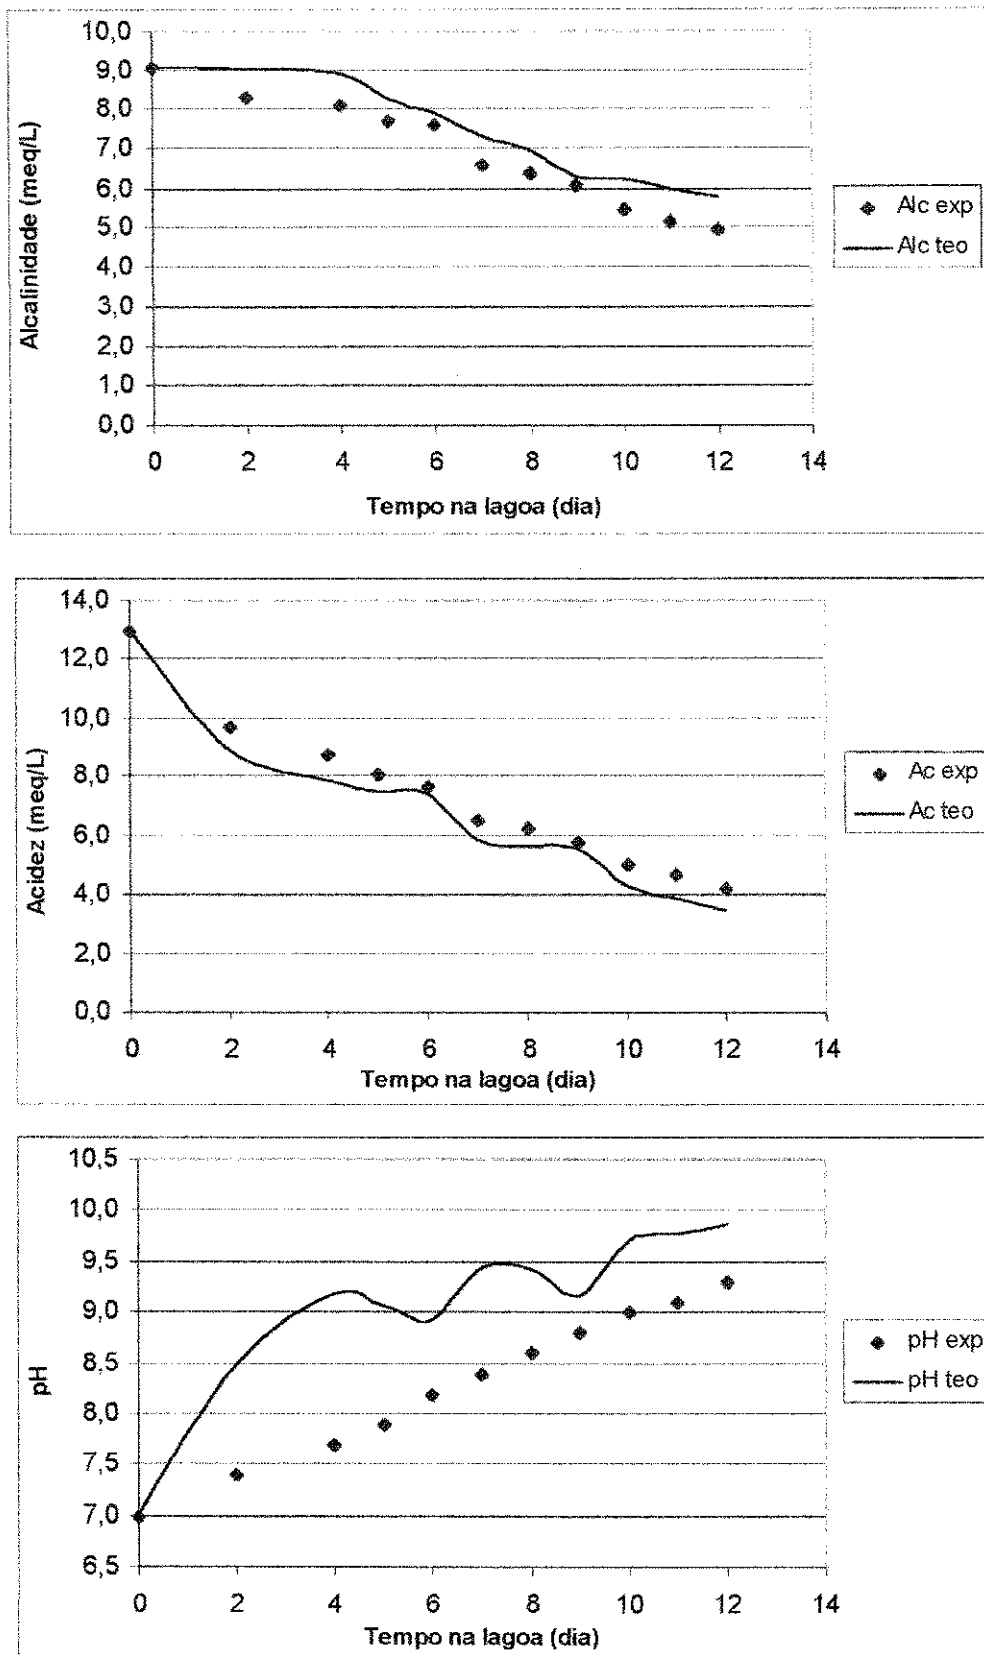 10,0
9,0
8,0
7,0
6,0
5,0
4,0
3,0
2,0
1,0
0,0
Alcalinidade (meq/L)
0 2 4 6 8 10 12 14
Tempo na lagoa (dia)
Alc exp
Alc teo
14,0
12,0
10,0
8,0
6,0
4,0
2,0
0,0
Acidez (meq/L)
0 2 4 6 8 10 12 14
Tempo na lagoa (dia)
Ac exp
Ac teo
10,5
10,0
9,5
9,0
8,5
8,0
7,5
7,0
6,5
pH
0 2 4 6 8 10 12 14
Tempo na lagoa (dia)
pH exp
pH teo